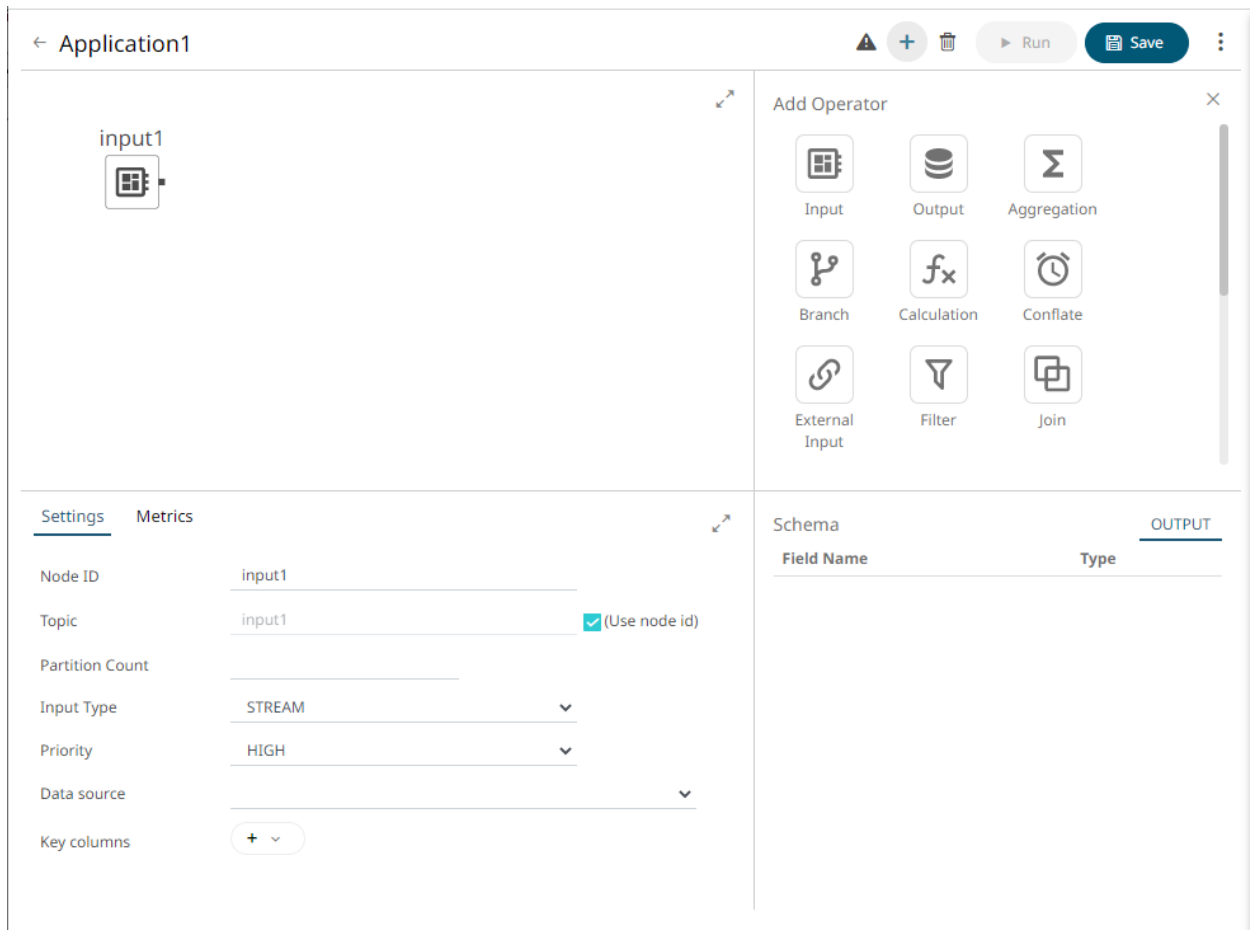 Application1
Run
Save
input1
Add Operator
Input
Output
Aggregation
Branch
Calculation
Conflate
External
Input
Filter
Join
Settings
Metrics
Node ID
input1
Topic
input1
(Use node id)
Partition Count
Input Type
STREAM
Priority
HIGH
Data source
Key columns
Schema
OUTPUT
Field Name
Type